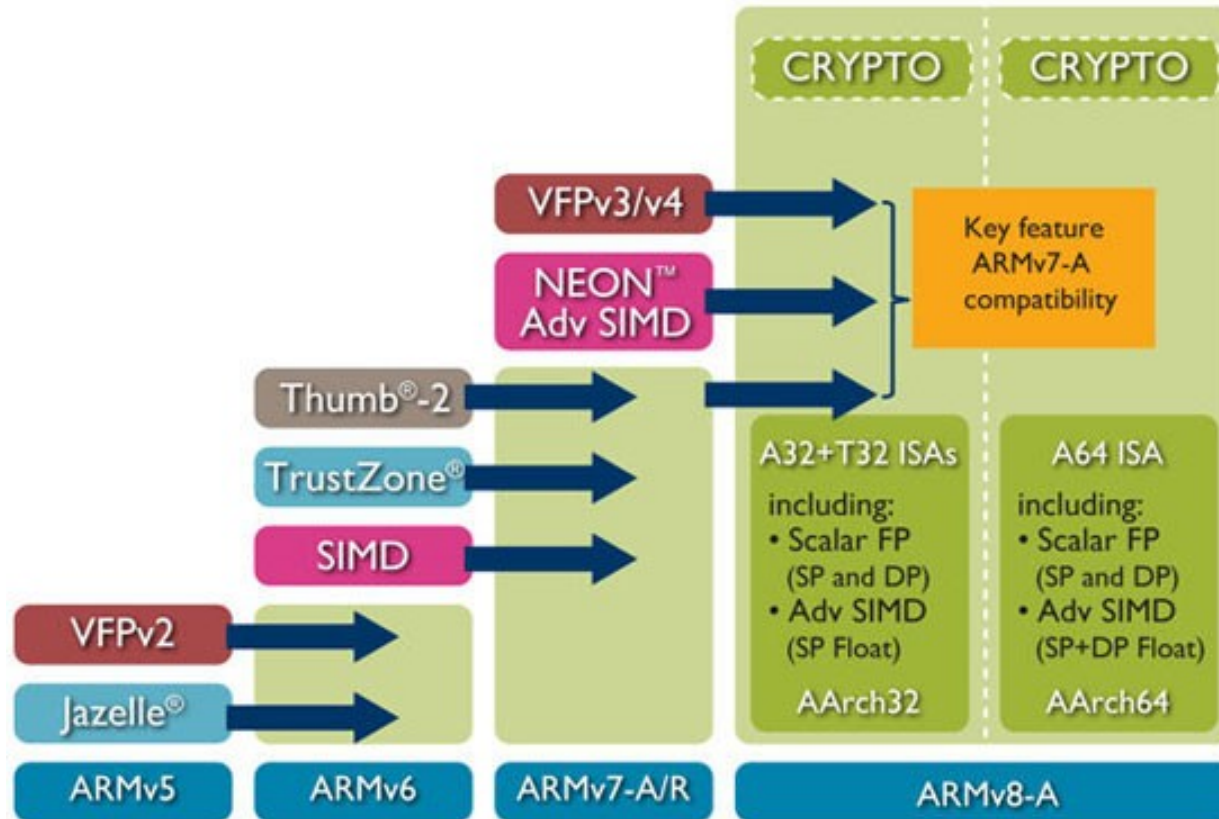 CRYPTO
CRYPTO
VFPv3/v4
Key feature
ARMv7-A
compatibility
NEON™
Adv SIMD
Thumb®-2
TrustZone®
SIMD
A32+T32 ISAs
including:
• Scalar FP
(SP and DP)
• Adv SIMD
(SP Float)
AArch32
A64 ISA
including:
• Scalar FP
(SP and DP)
• Adv SIMD
(SP+DP Float)
AArch64
VFPv2
Jazelle®
ARMv5
ARMv6
ARMv7-A/R
ARMv8-A